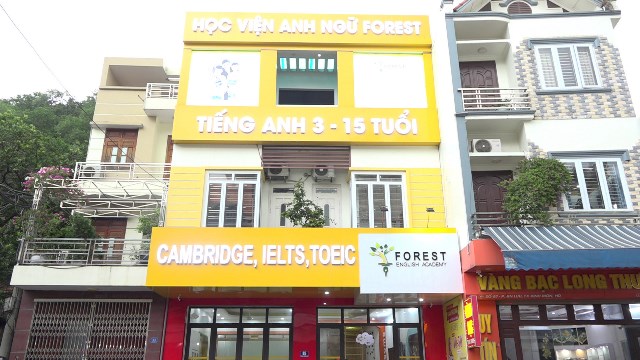 HỌC VIỆN ANH NGỮ FOREST
TIẾNG ANH 3 - 15 TUỔI
CAMBRIDGE, IELTS, TOEIC
FOREST
ENGLISH ACADEMY
VÀNG BẠC LONG